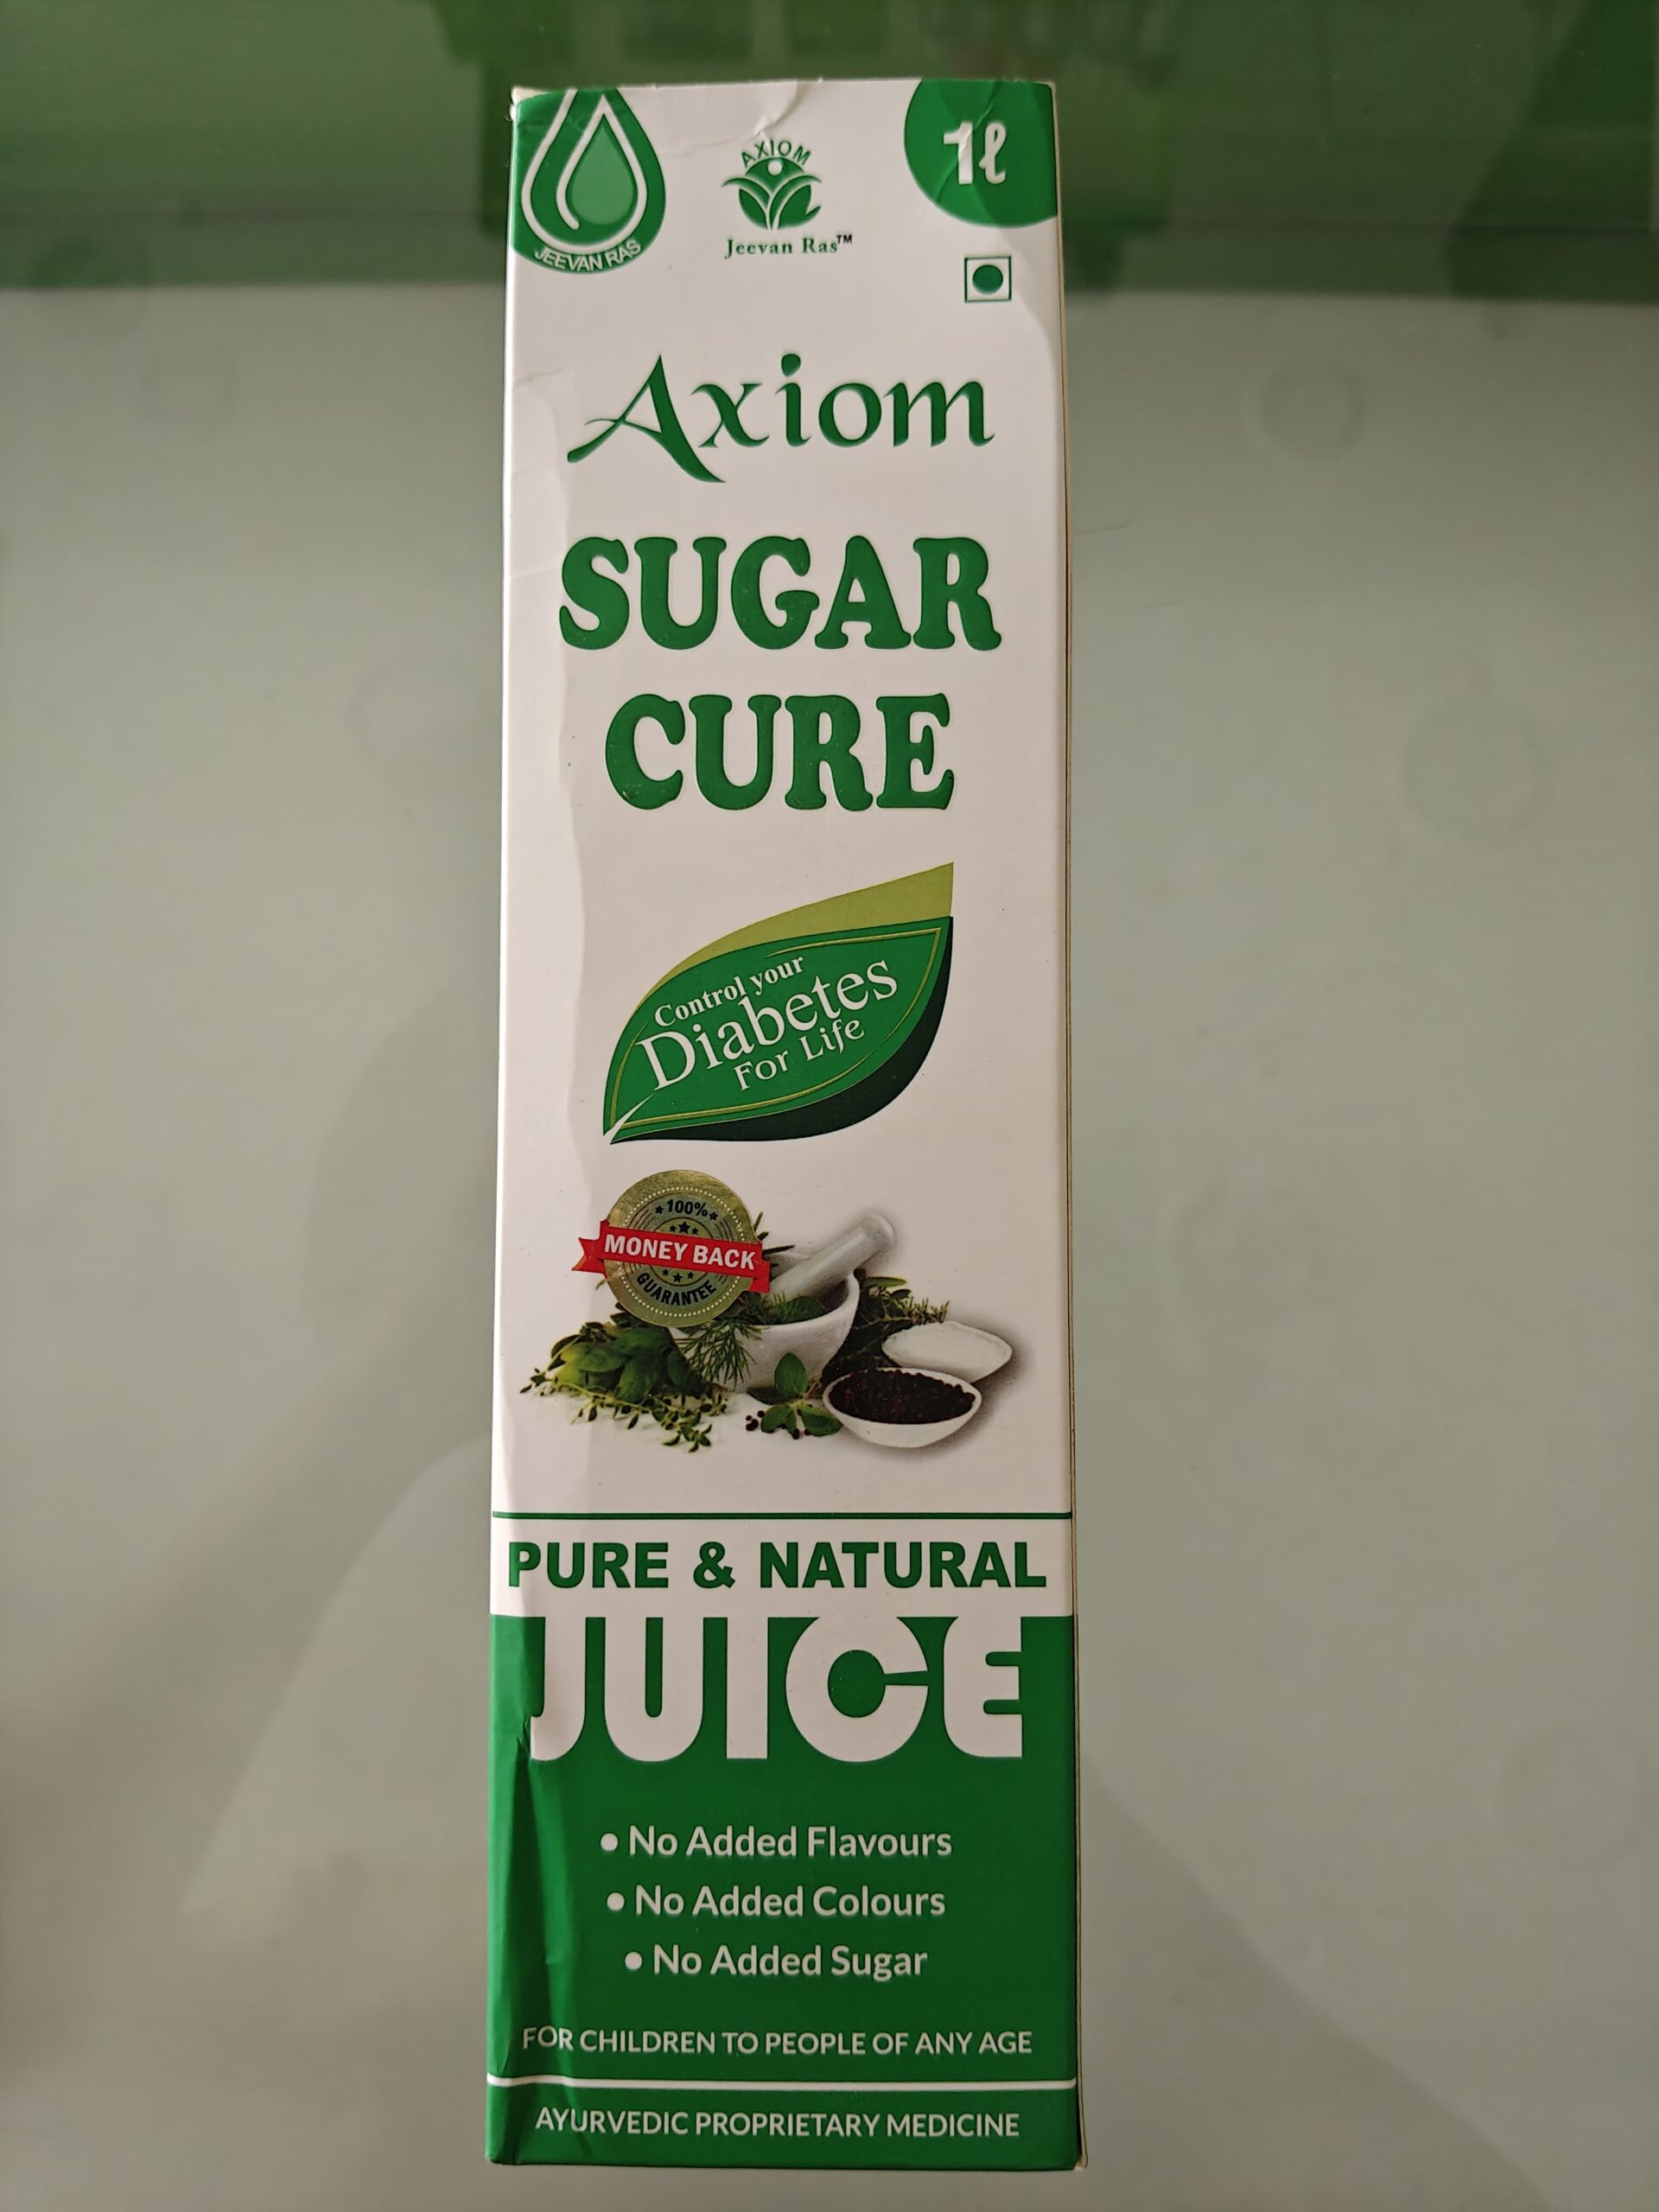 JEEVAN RAS
AXIOM
Jeevan Ras™
1ℓ
Axiom
SUGAR
CURE
Control your
Diabetes
For Life
100%
MONEY BACK
GUARANTEE
PURE & NATURAL
JUICE
• No Added Flavours
• No Added Colours
• No Added Sugar
FOR CHILDREN TO PEOPLE OF ANY AGE
AYURVEDIC PROPRIETARY MEDICINE